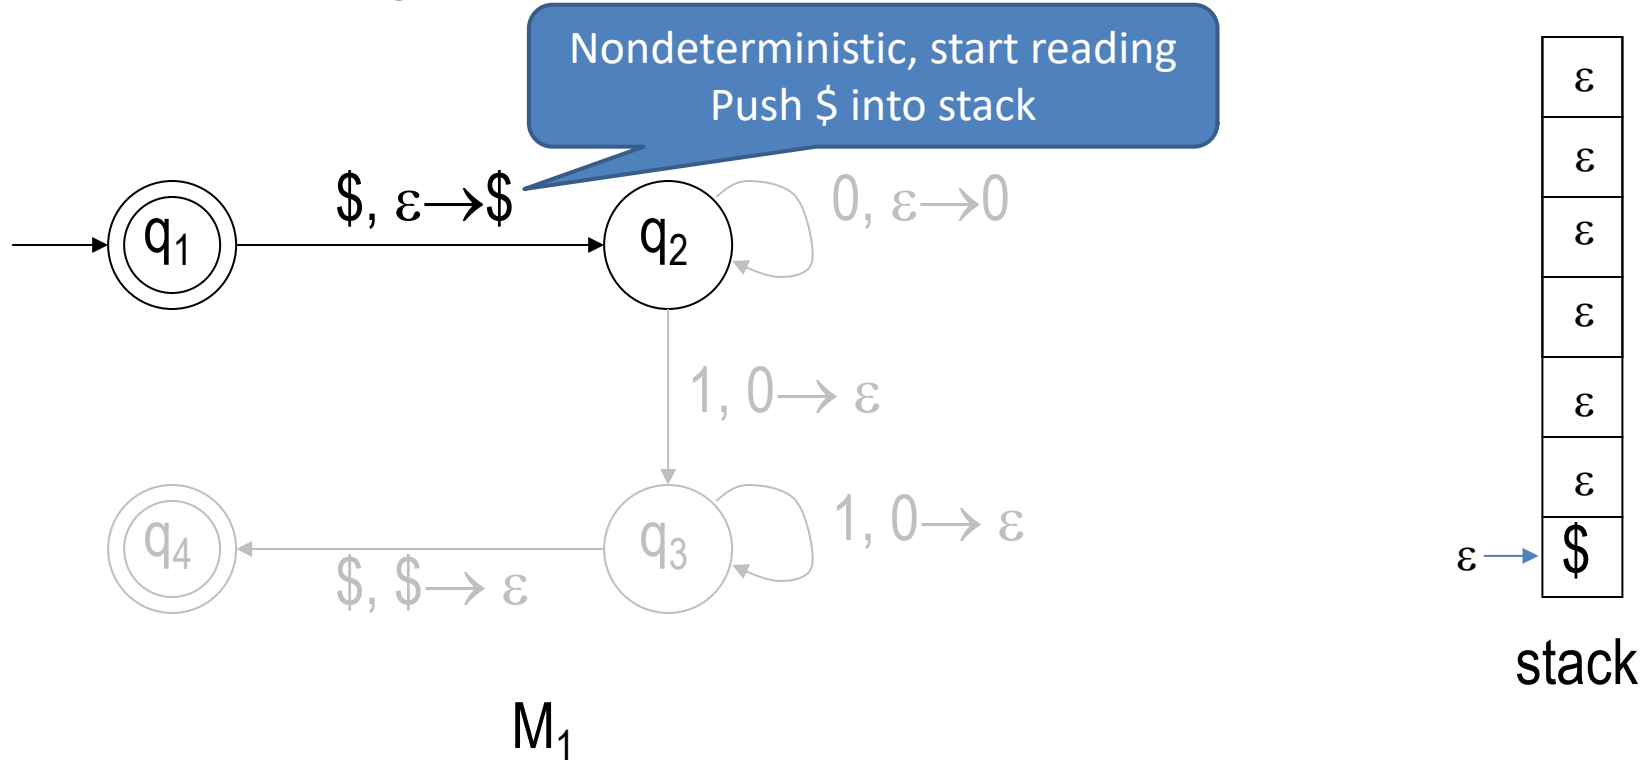 Nondeterministic, start reading
Push $ into stack
$, ε→$
q1
q2
0, ε→0
1, 0→ ε
q4
$, $→ ε
q3
1, 0→ ε
M1
ε
ε
ε
ε
ε
ε
ε
$
stack